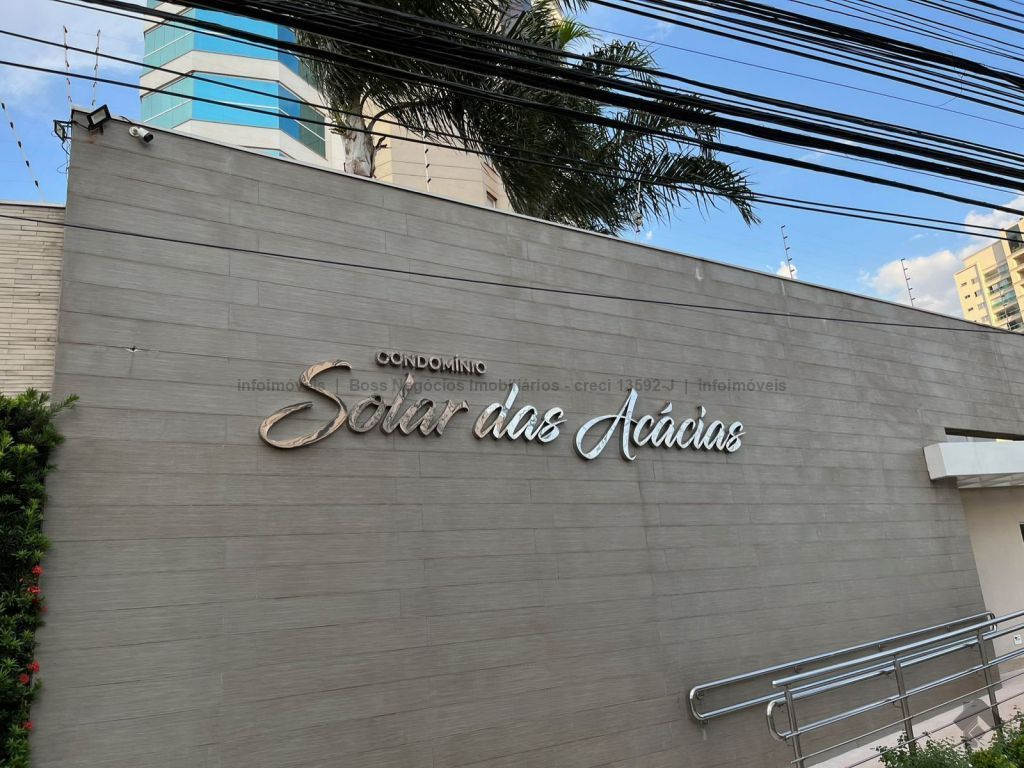 CONDOMÍNIO
Solar das Acácias
infoimóveis | Boss Negócios Imobiliários - creci 13592-J | infoimóveis